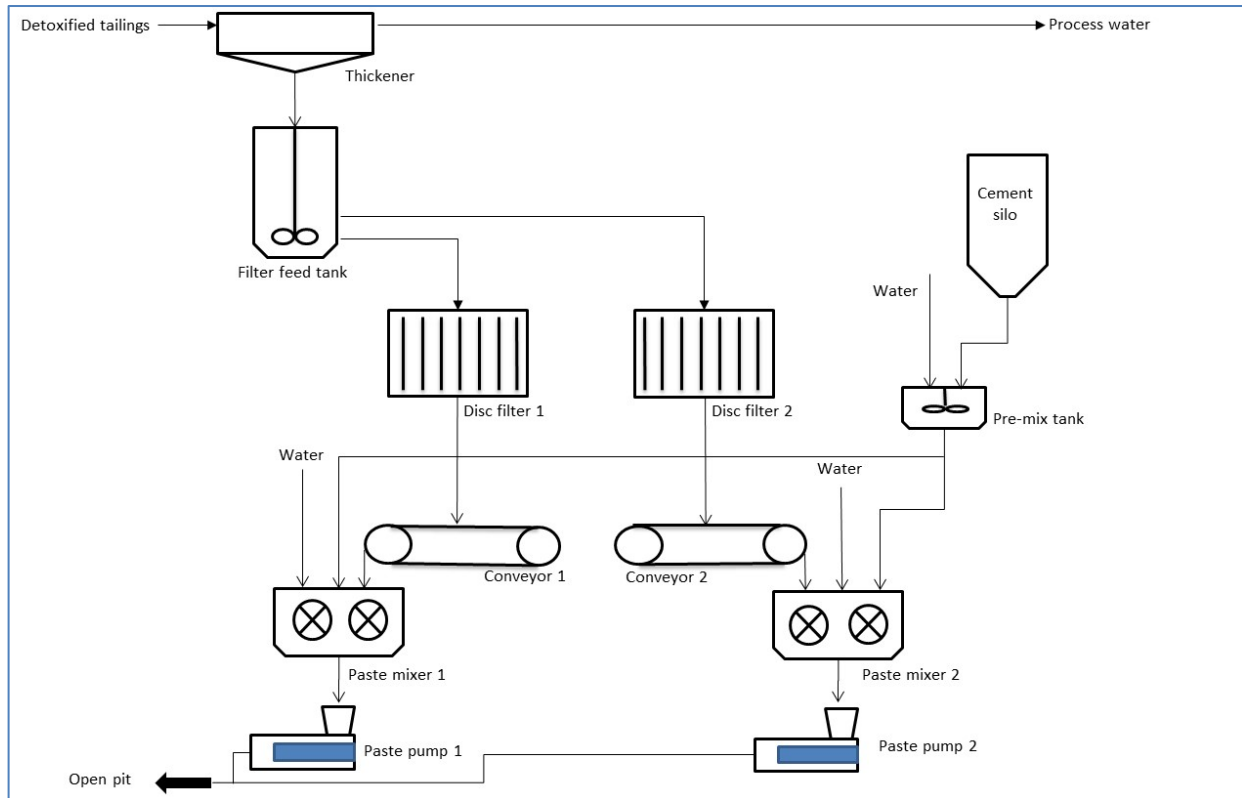 Detoxified tailings
Process water
Thickener
Cement
silo
Filter feed tank
Water
Disc filter 1
Disc filter 2
Pre-mix tank
Water
Water
Conveyor 1
Conveyor 2
Paste mixer 1
Paste mixer 2
Paste pump 1
Paste pump 2
Open pit